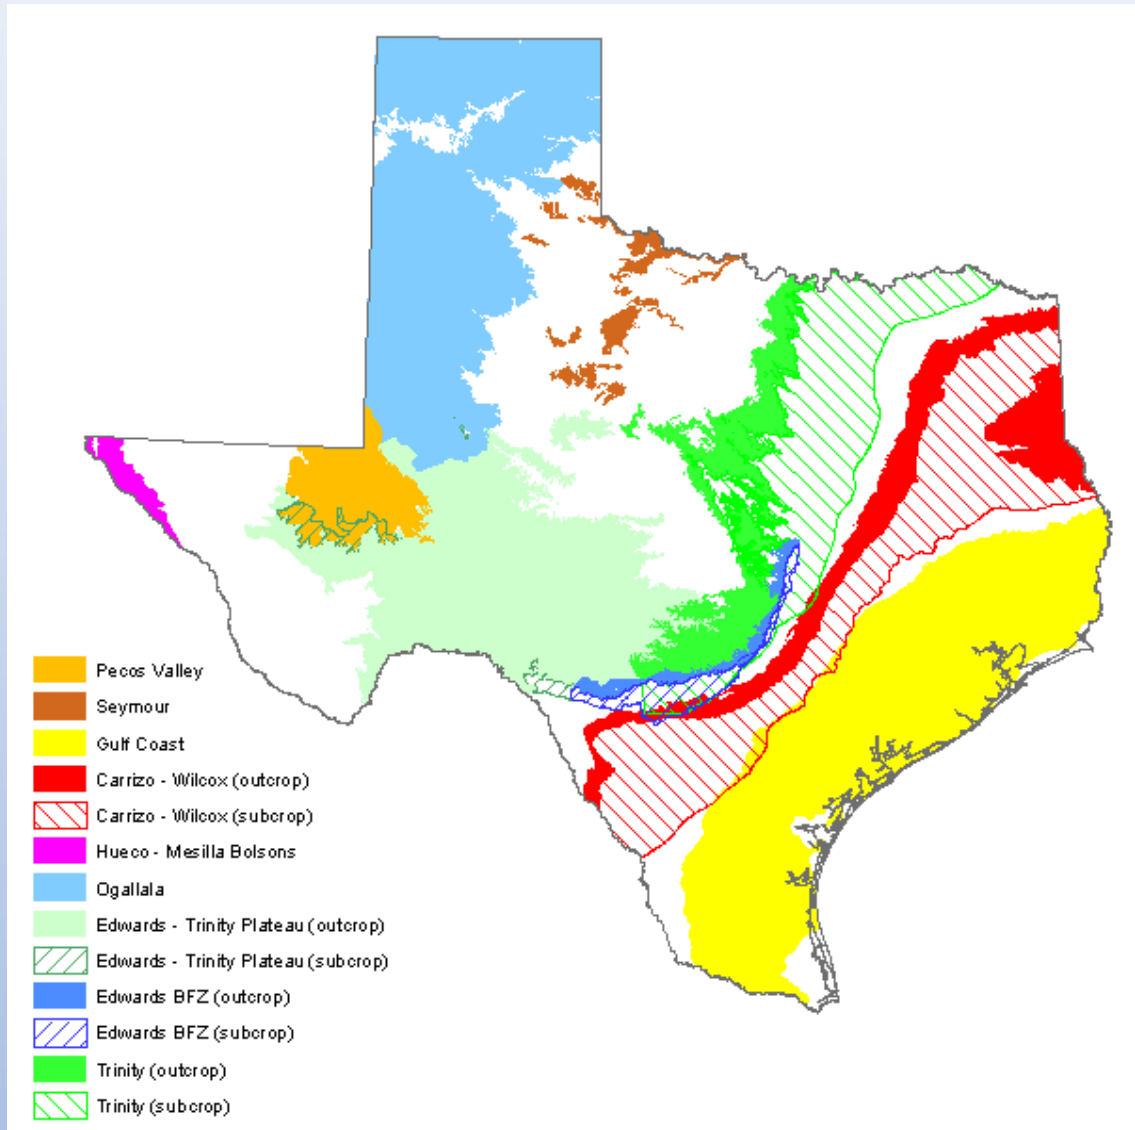 Pecos Valley
Seymour
Gulf Coast
Carrizo - Wilcox (outcrop)
Carrizo - Wilcox (subcrop)
Hueco - Mesilla Bolsons
Ogallala
Edwards - Trinity Plateau (outcrop)
Edwards - Trinity Plateau (subcrop)
Edwards BFZ (outcrop)
Edwards BFZ (subcrop)
Trinity (outcrop)
Trinity (subcrop)